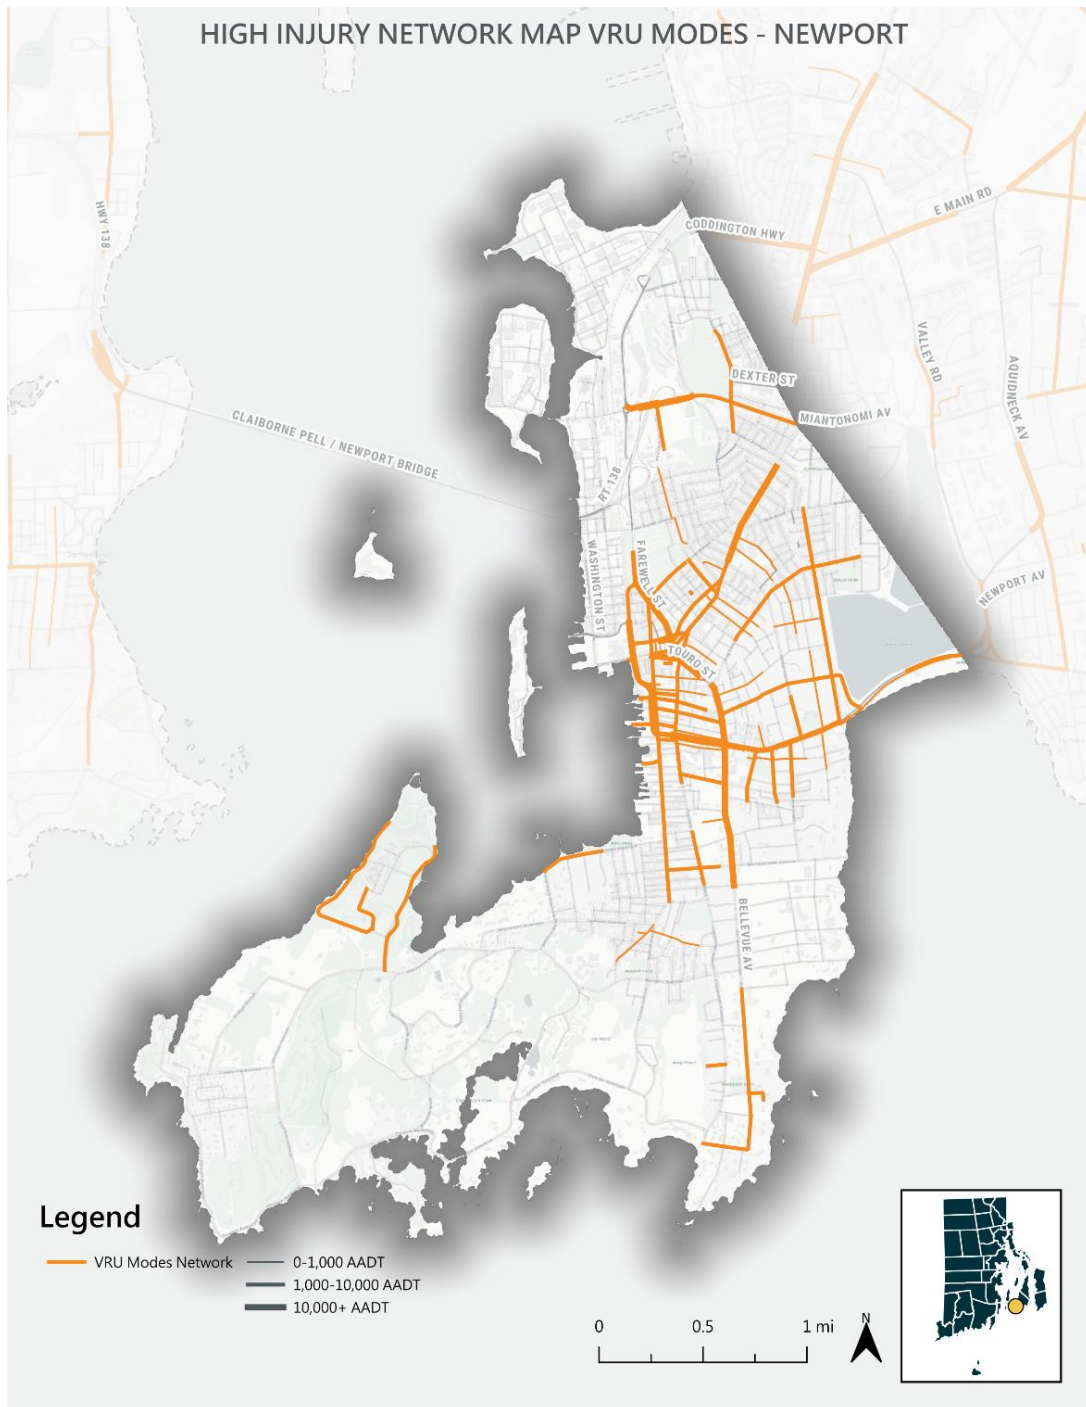 HIGH INJURY NETWORK MAP VRU MODES - NEWPORT
HWY 138
CODDINGTON HWY
E MAIN RD
VALLEY RD
AQUIDNECK AV
DEXTER ST
MIANTONOMI AV
CLAIBORNE PELL / NEWPORT BRIDGE
RT-138
WASHINGTON ST
FAREWELL ST
NEWPORT AV
TOURO ST
BELLEVUE AV
Legend
VRU Modes Network
0-1,000 AADT
1,000-10,000 AADT
10,000+ AADT
0 0.5 1 mi
N